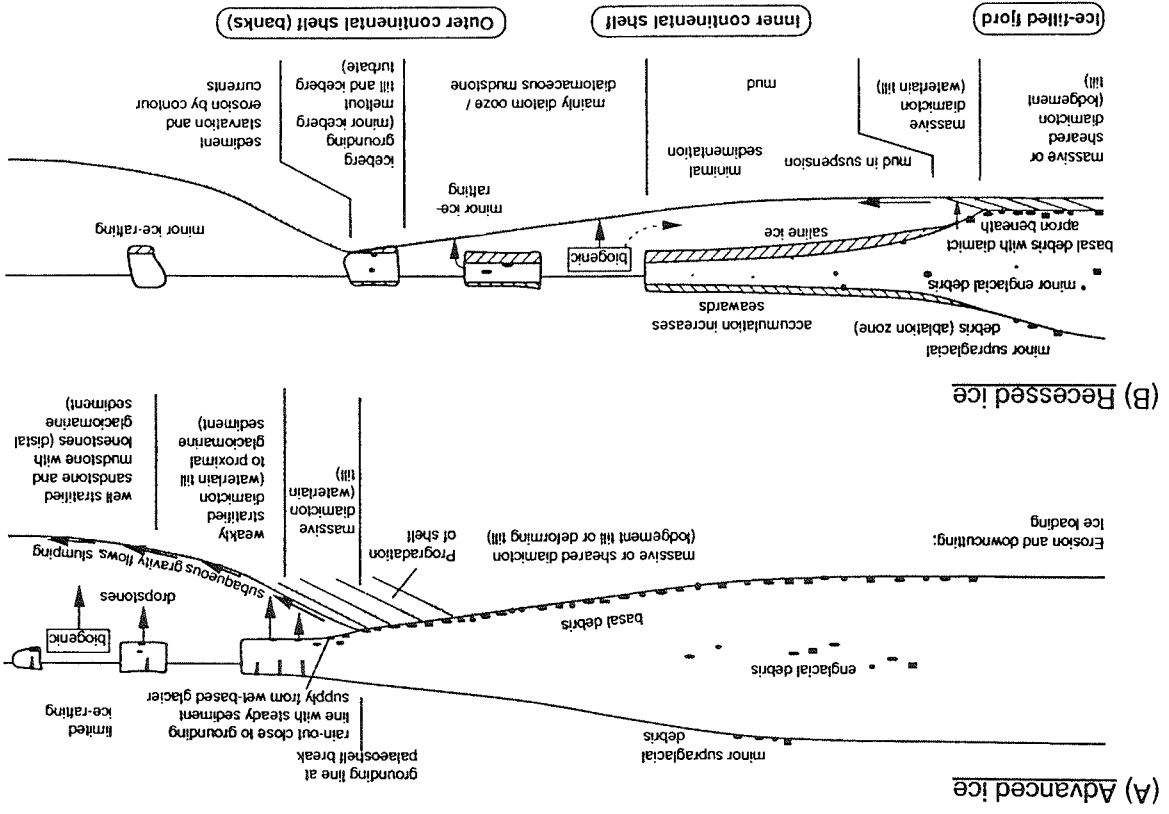 (A) Advanced ice
minor supraglacial
debris
grounding line at
palaeoshelf break
rain-out close to grounding
line with steady sediment
supply from wet-based glacier
limited
ice-rafting
englacial debris
biogenic
basal debris
dropstones
subaqueous gravity flows, slumping
Erosion and downcutting;
Ice loading
massive or sheared diamicton
(lodgement till or deforming till)
Progradation
of shelf
massive
diamicton
(waterlain
till)
weakly
stratified
diamicton
(waterlain till
to proximal
glaciomarine
sediment)
well stratified
sandstone and
mudstone with
lonestones (distal
glaciomarine
sediment)
(B) Recessed ice
minor supraglacial
debris (ablation zone)
accumulation increases
seawards
minor englacial debris
basal debris with diamict
apron beneath
saline ice
biogenic
minor ice-
rafting
minor ice-rafting
massive or
sheared
diamicton
(lodgement
till)
massive
diamicton
(waterlain till)
mud in suspension
mud
minimal
sedimentation
mainly diatom ooze /
diatomaceous mudstone
iceberg
grounding
(minor iceberg
meltout
till and iceberg
turbate)
sediment
starvation and
erosion by contour
currents
Ice-filled fjord
Inner continental shelf
Outer continental shelf (banks)